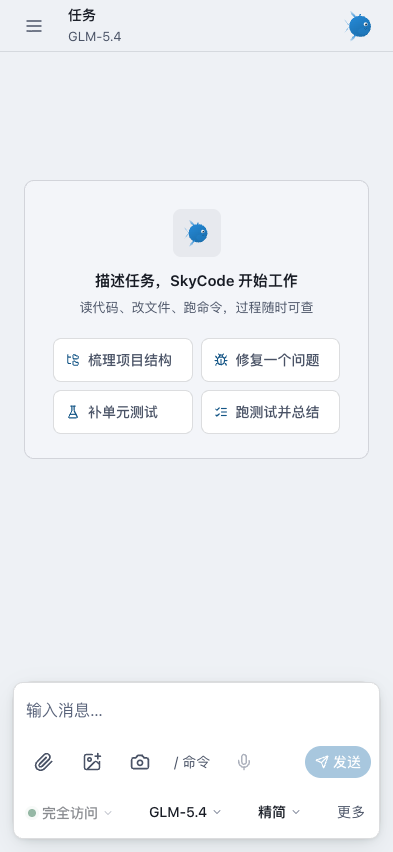 任务
GLM-5.4
描述任务，SkyCode 开始工作
读代码、改文件、跑命令，过程随时可查
梳理项目结构
修复一个问题
补单元测试
跑测试并总结
输入消息...
/ 命令
发送
完全访问
GLM-5.4
精简
更多